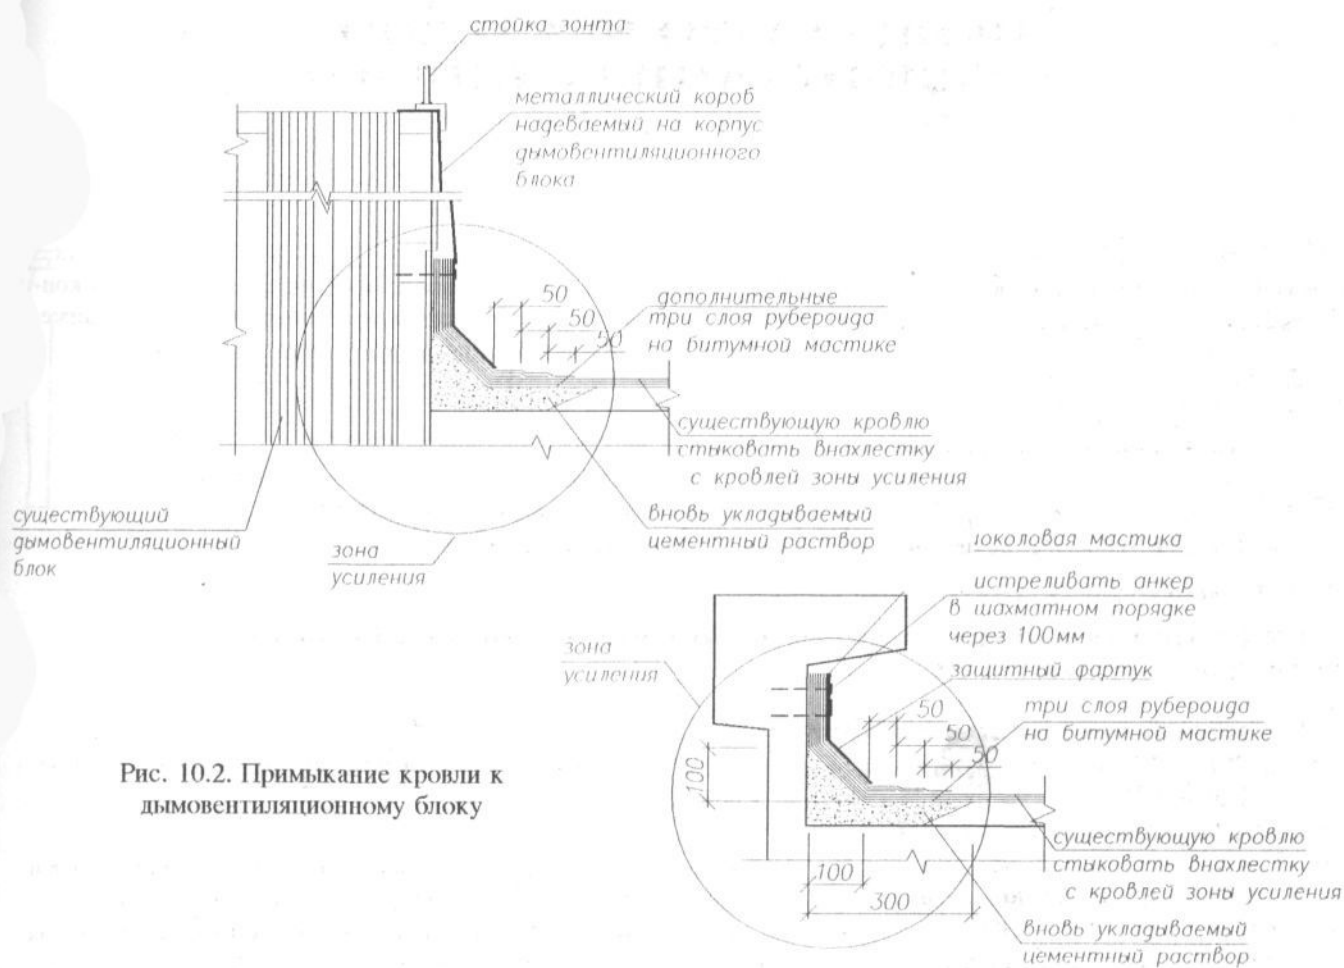 стойка зонта
металлический короб
надеваемый на корпус
дымовентиляционного
блока
50
50
50
дополнительные
три слоя рубероида
на битумной мастике
существующую кровлю
стыковать внахлестку
с кровлей зоны усиления
вновь укладываемый
цементный раствор
существующий
дымовентиляционный
блок
зона
усиления
юколовая мастика
истреливать анкер
в шахматном порядке
через 100мм
зона
усиления
защитный фартук
три слоя рубероида
на битумной мастике
50
50
50
100
100
300
существующую кровлю
стыковать внахлестку
с кровлей зоны усиления
вновь укладываемый
цементный раствор
Рис. 10.2. Примыкание кровли к
дымовентиляционному блоку